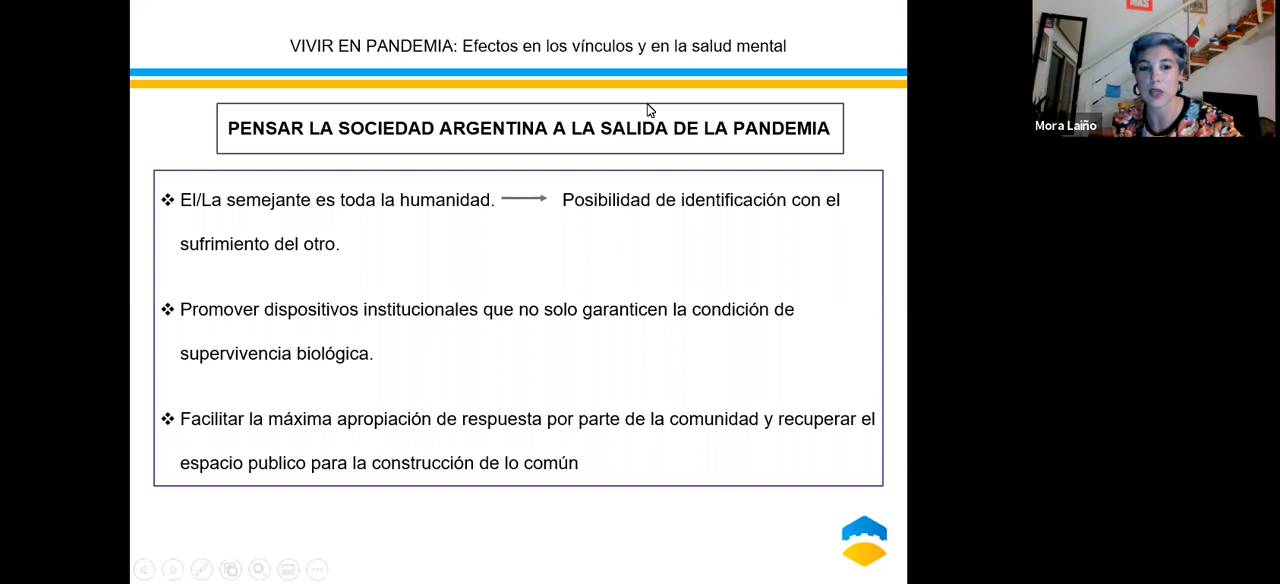 VIVIR EN PANDEMIA: Efectos en los vínculos y en la salud mental
PENSAR LA SOCIEDAD ARGENTINA A LA SALIDA DE LA PANDEMIA
❖ El/La semejante es toda la humanidad. → Posibilidad de identificación con el
sufrimiento del otro.
❖ Promover dispositivos institucionales que no solo garanticen la condición de
supervivencia biológica.
❖ Facilitar la máxima apropiación de respuesta por parte de la comunidad y recuperar el
espacio publico para la construcción de lo común
Mora Laiño